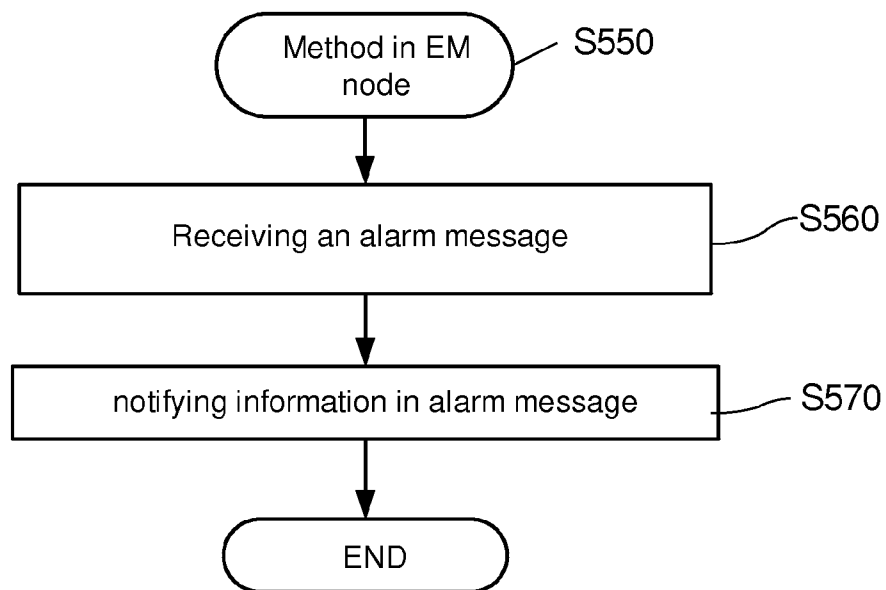 Method in EM
node
S550
Receiving an alarm message
S560
notifying information in alarm message
S570
END